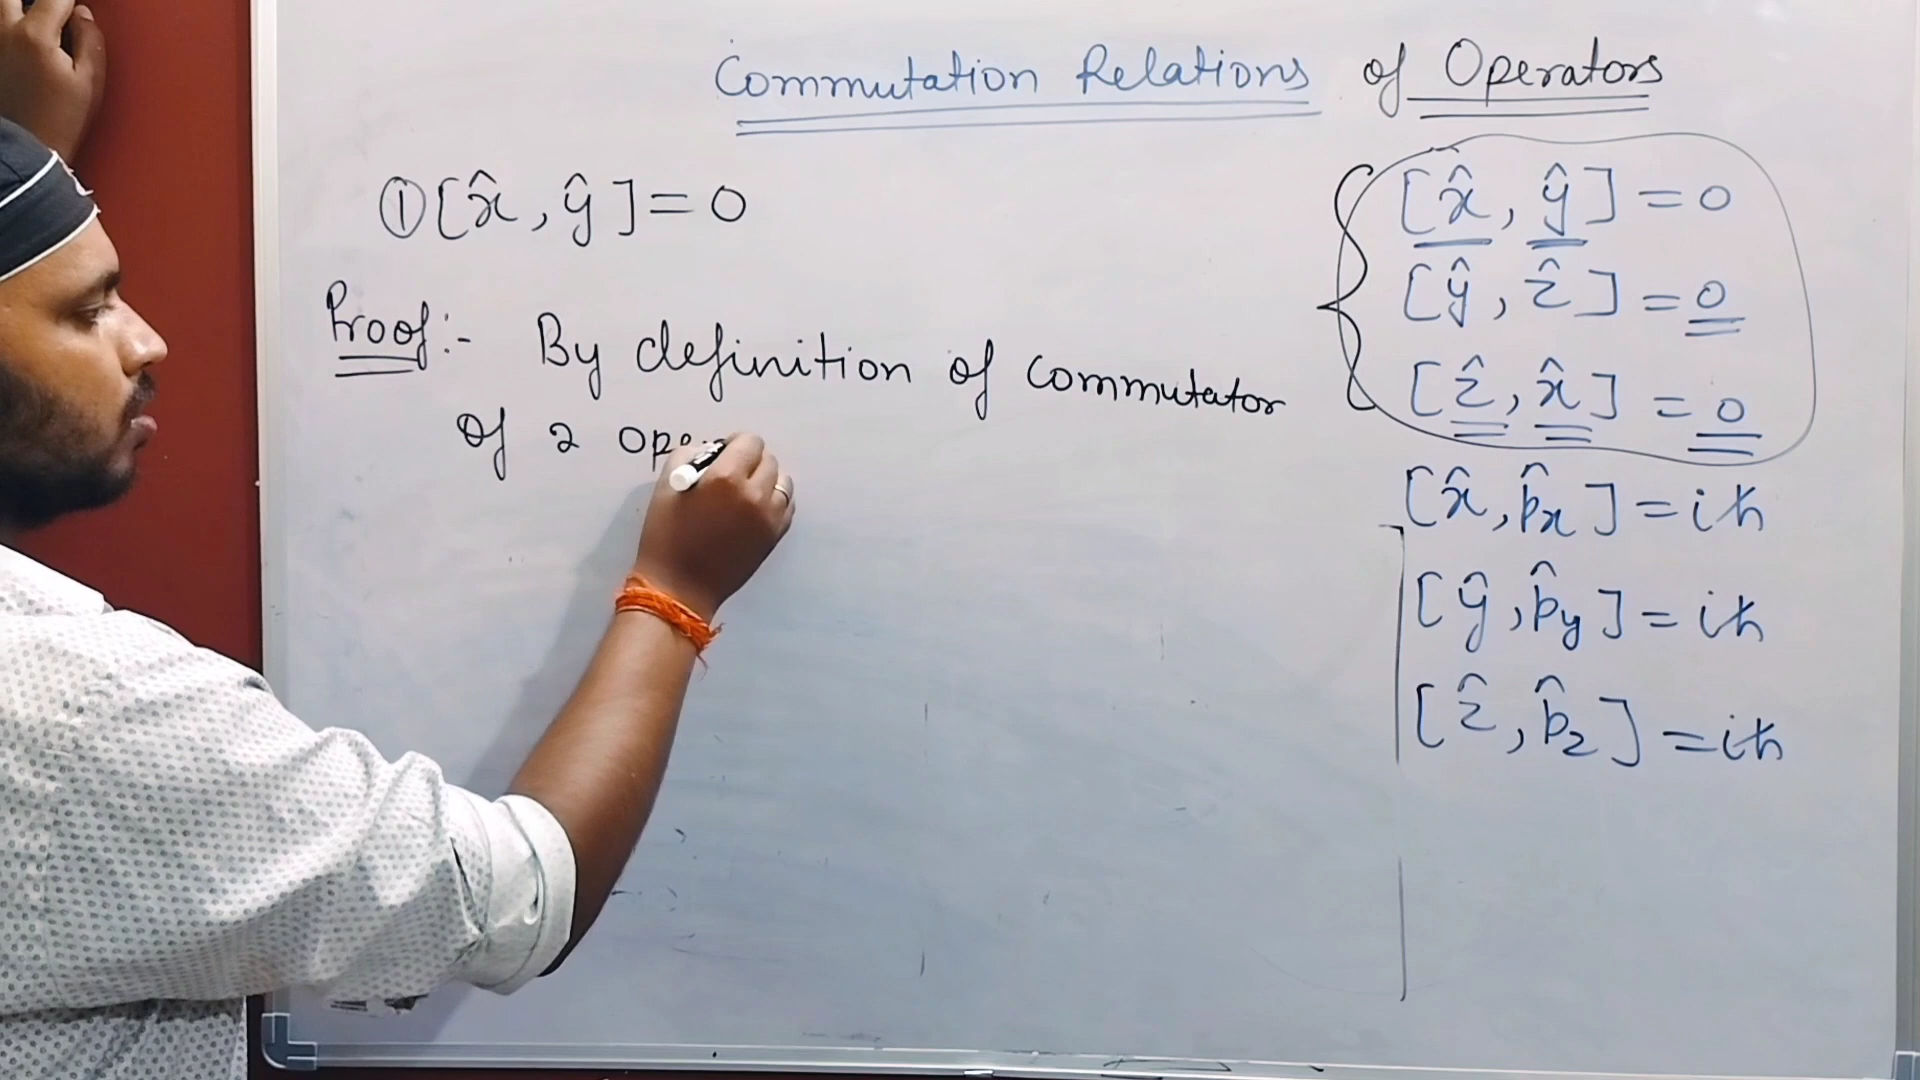 Commutation Relations of Operators
① [x̂, ŷ] = 0
Proof:- By definition of commutator
of 2 ope
[x̂, ŷ] = 0
[ŷ, ẑ] = 0
[ẑ, x̂] = 0
[x̂, p̂x] = iħ
[ŷ, p̂y] = iħ
[ẑ, p̂z] = iħ